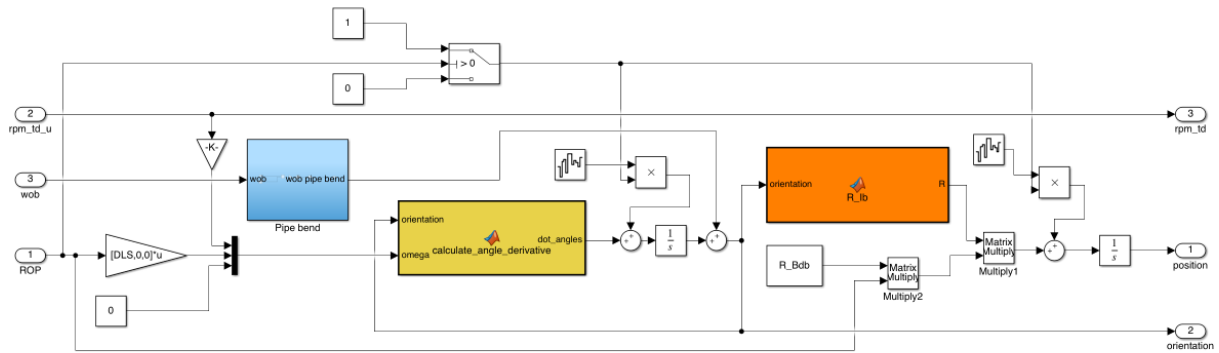 1
> 0
0
2
rpm_td_u
3
rpm_td
-K-
wob
wob pipe bend
Pipe bend
3
wob
×
orientation
R
R_Ib
×
orientation
dot_angles
calculate_angle_derivative
omega
+
+
1
s
+
+
1
ROP
[DLS,0,0]*u
0
R_Bdb
Matrix
Multiply
Multiply2
Matrix
Multiply
Multiply1
+
+
1
s
1
position
2
orientation